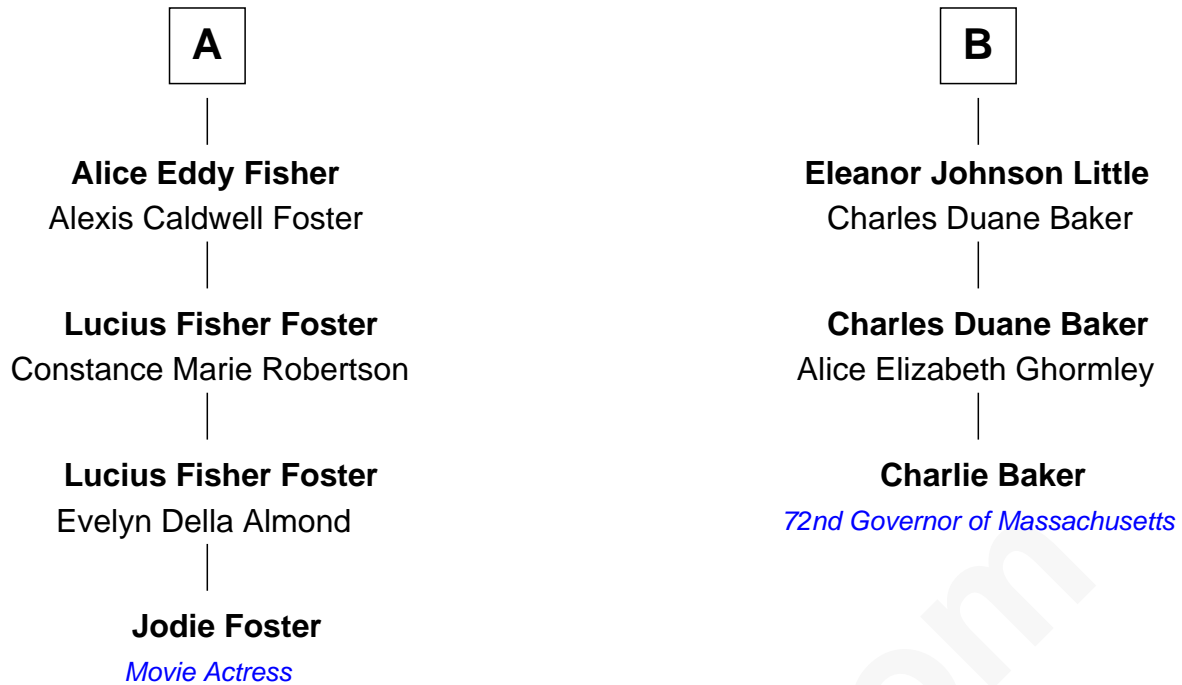 A
Alice Eddy Fisher
Alexis Caldwell Foster
Lucius Fisher Foster
Constance Marie Robertson
Lucius Fisher Foster
Evelyn Della Almond
Jodie Foster
Movie Actress
B
Eleanor Johnson Little
Charles Duane Baker
Charles Duane Baker
Alice Elizabeth Ghormley
Charlie Baker
72nd Governor of Massachusetts
om